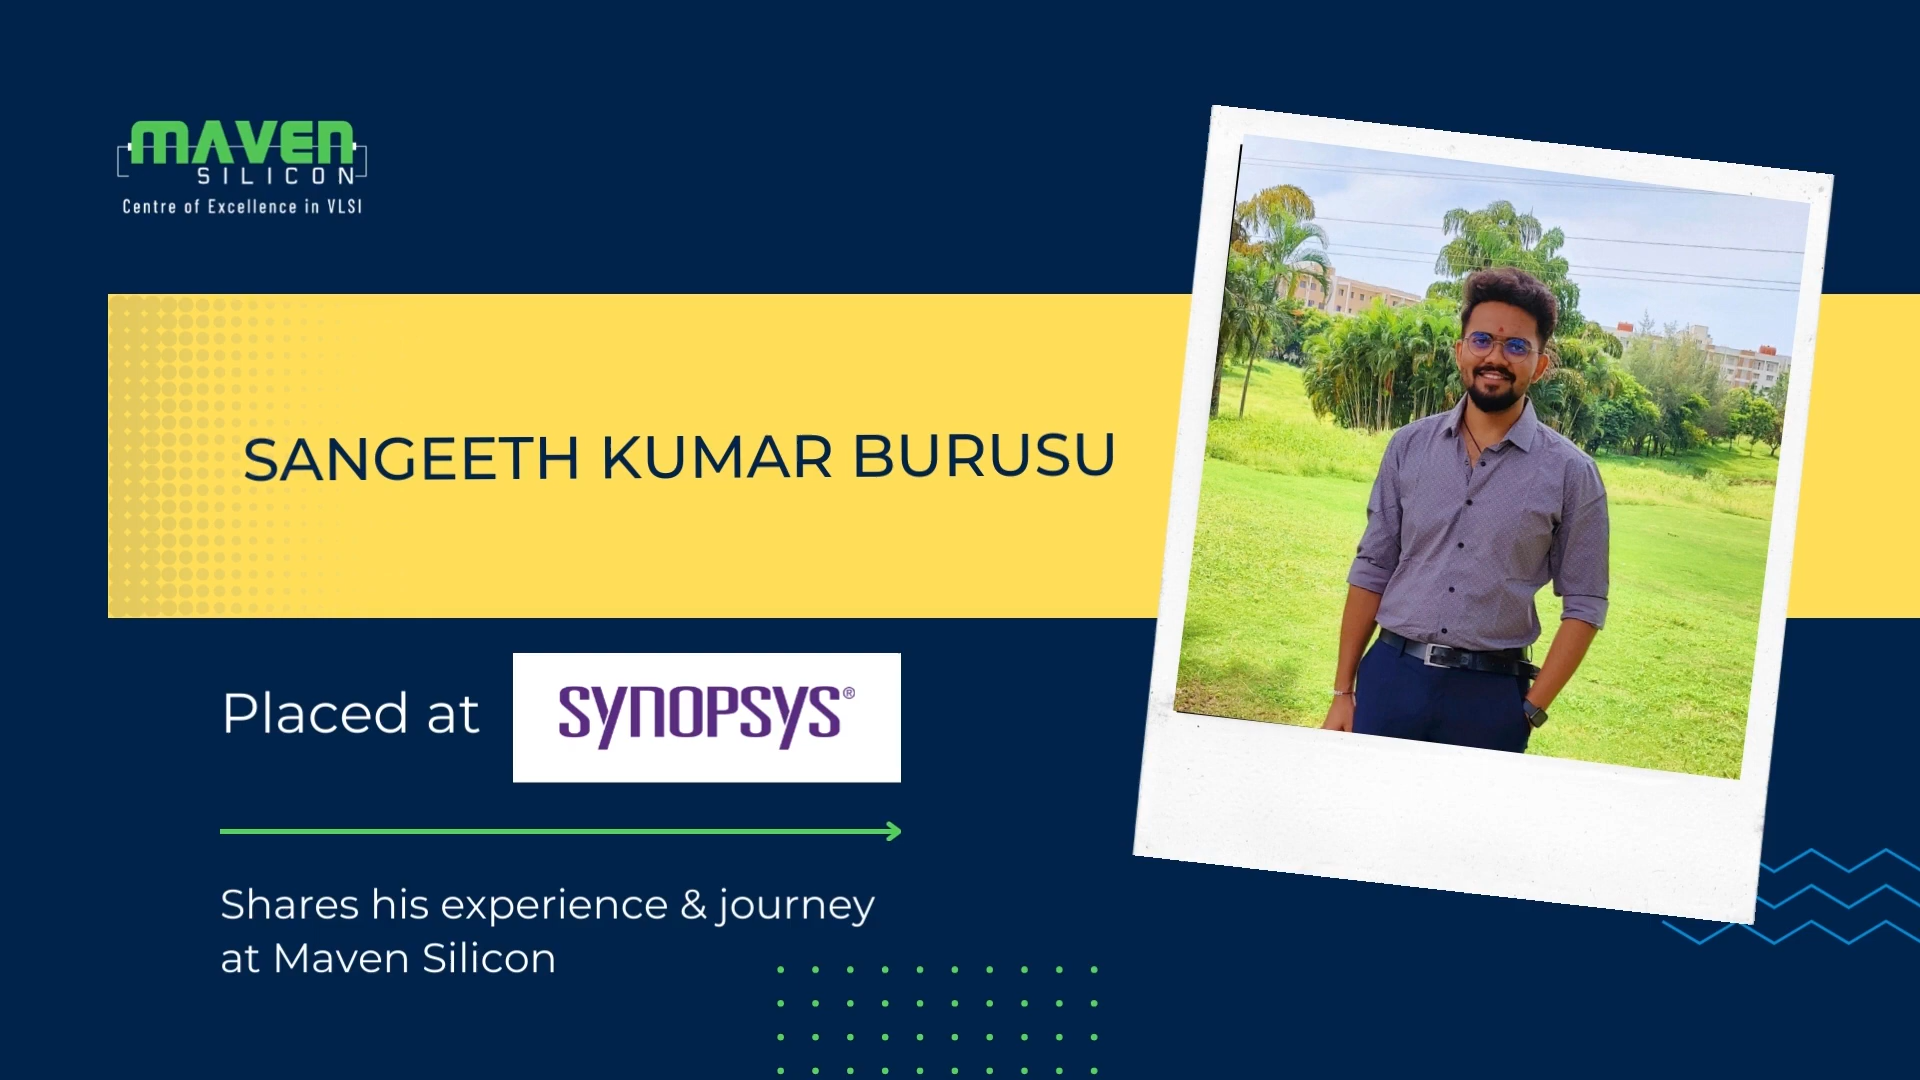 MAVEN
SILICON
Centre of Excellence in VLSI
SANGEETH KUMAR BURUSU
Placed at
SYNOPSYS®
Shares his experience & journey
at Maven Silicon